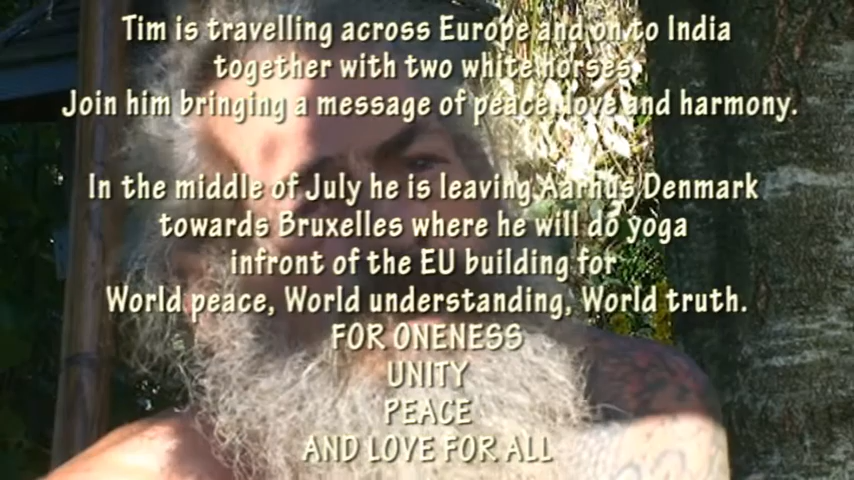 Tim is travelling across Europe and on to India
together with two white horses.
Join him bringing a message of peace, love and harmony.
In the middle of July he is leaving Aarhus Denmark
towards Bruxelles where he will do yoga
infront of the EU building for
World peace, World understanding, World truth.
FOR ONENESS
UNITY
PEACE
AND LOVE FOR ALL